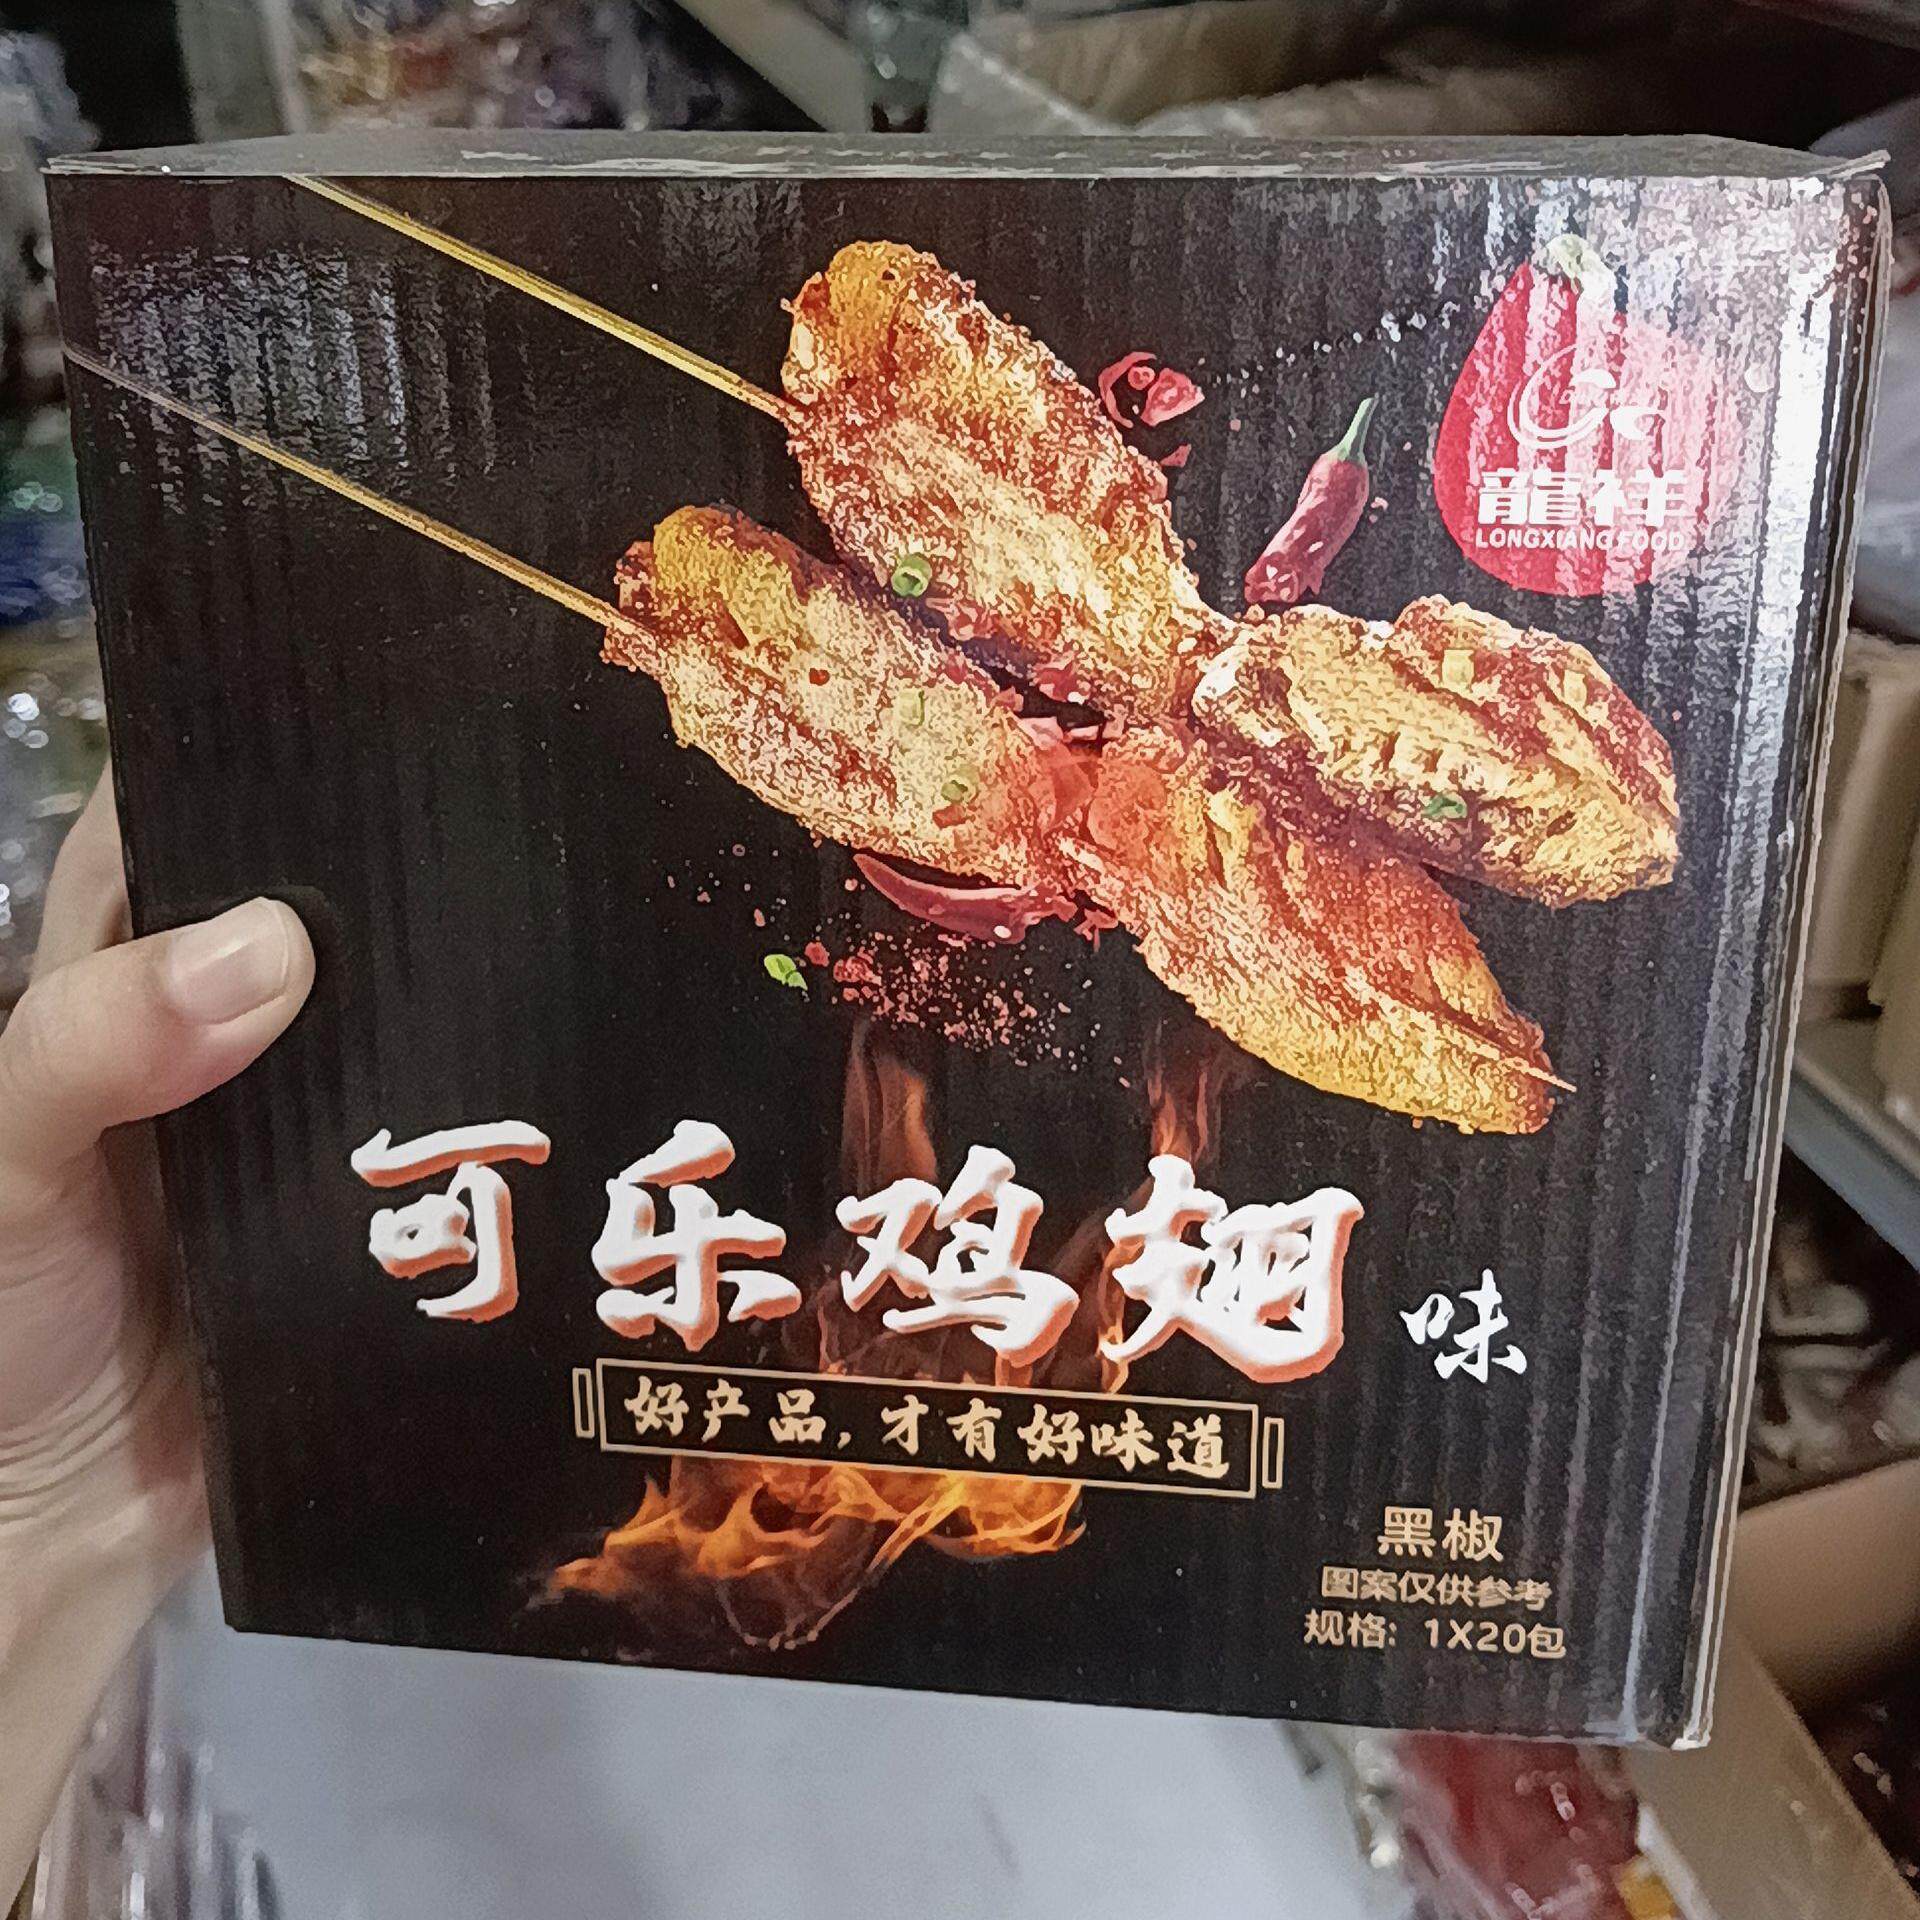 龍祥
LONGXIANG FOOD
可乐鸡翅味
好产品，才有好味道
黑椒
图案仅供参考
规格：1X20包